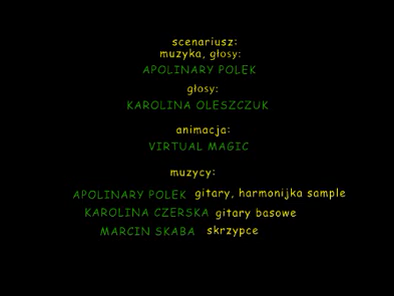 scenariusz:
muzyka, głosy:
APOLINARY POLEK
głosy:
KAROLINA OLESZCZUK
animacja:
VIRTUAL MAGIC
muzycy:
APOLINARY POLEK gitary, harmonijka sample
KAROLINA CZERSKA gitary basowe
MARCIN SKABA skrzypce